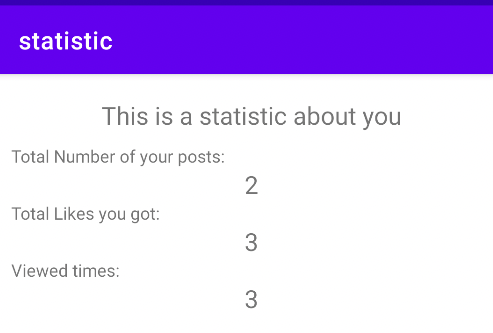 statistic
This is a statistic about you
Total Number of your posts:
2
Total Likes you got:
3
Viewed times:
3